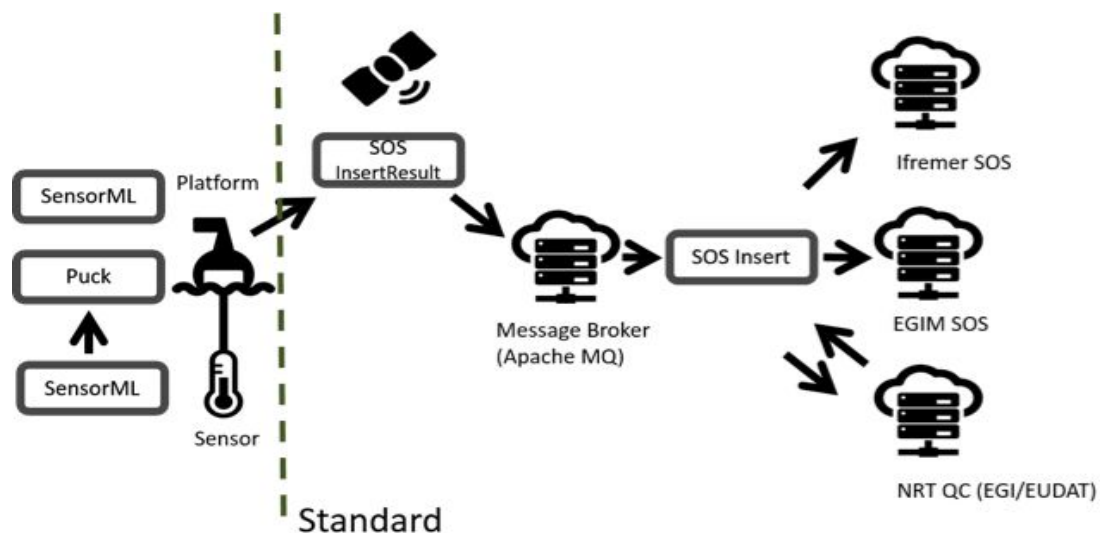 SensorML
Platform
Puck
SensorML
Sensor
SOS
InsertResult
Message Broker
(Apache MQ)
SOS Insert
Ifremer SOS
EGIM SOS
NRT QC (EGI/EUDAT)
Standard